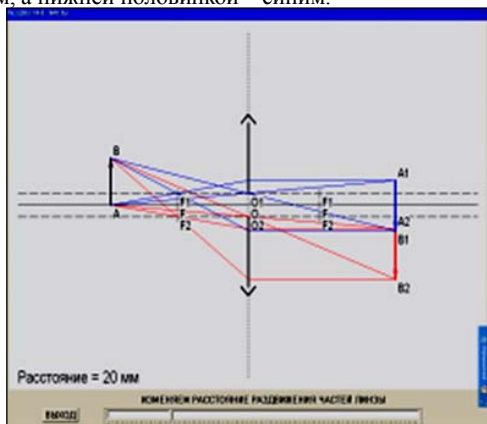 м, а нижней половинкой – синим.
B
A1
F1 O1 F1
A F O F A2
F2 O2 F2 B1
B2
Расстояние = 20 мм
ИЗМЕНЯЕМ РАССТОЯНИЕ РАЗДВИЖЕНИЯ ЧАСТЕЙ ЛИНЗЫ
ВЫХОД